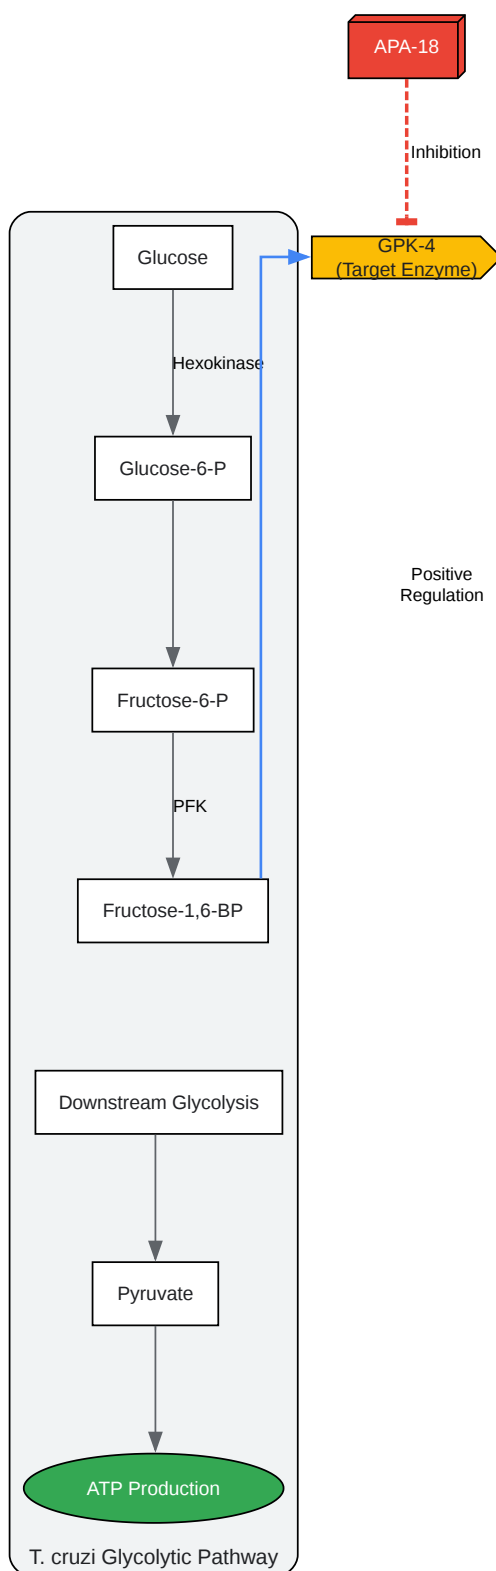 APA-18
Inhibition
GPK-4
(Target Enzyme)
Glucose
Hexokinase
Glucose-6-P
Positive
Regulation
Fructose-6-P
PFK
Fructose-1,6-BP
Downstream Glycolysis
Pyruvate
ATP Production
T. cruzi Glycolytic Pathway